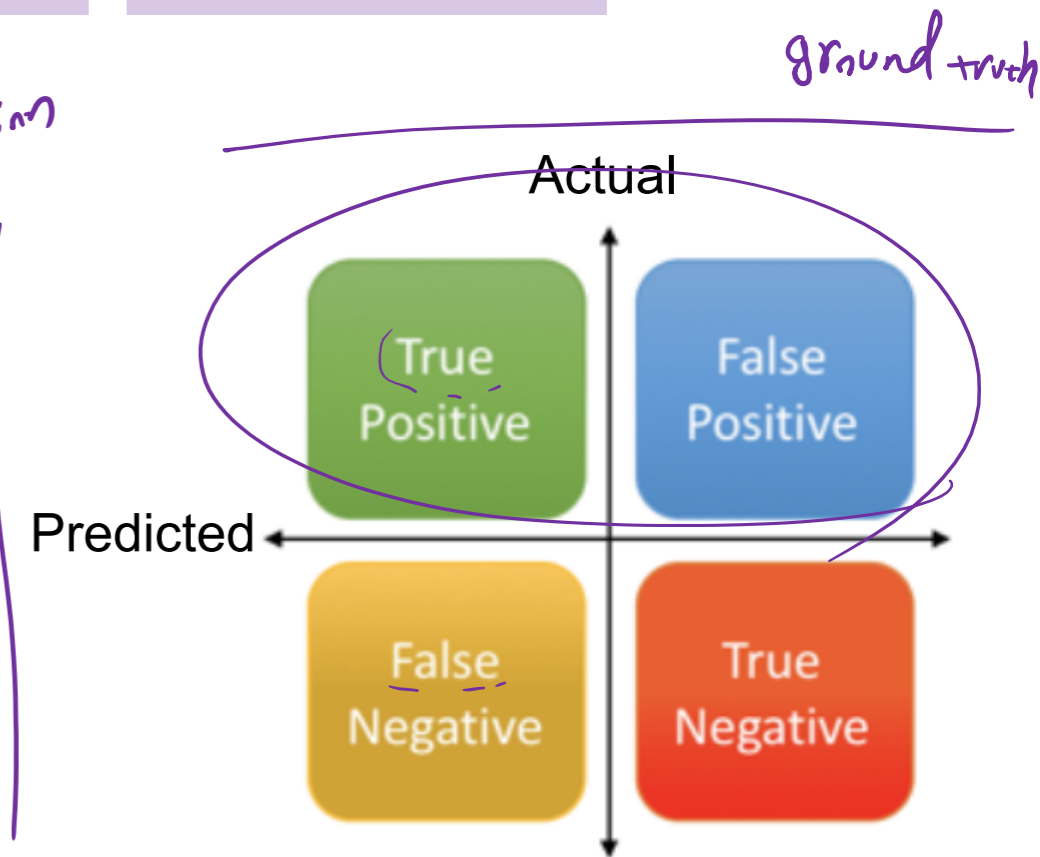 ground truth
Actual
True
Positive
False
Positive
Predicted
False
Negative
True
Negative